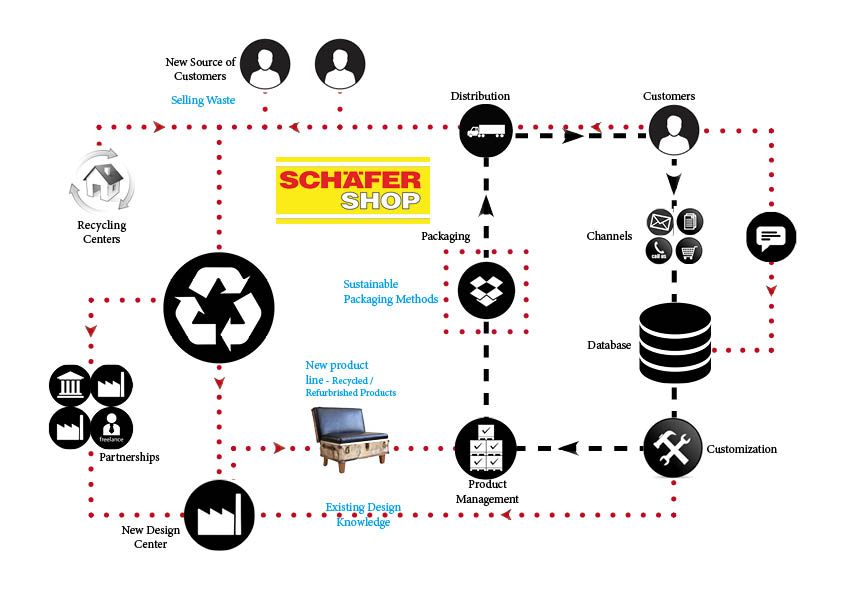 New Source of
Customers
Selling Waste
Distribution
Customers
SCHÄFER
SHOP
Recycling
Centers
Packaging
Channels
call us
Sustainable
Packaging Methods
Database
New product
line - Recycled /
Refurbrished Products
freelance
Partnerships
Customization
Product
Management
Existing Design
Knowledge
New Design
Center